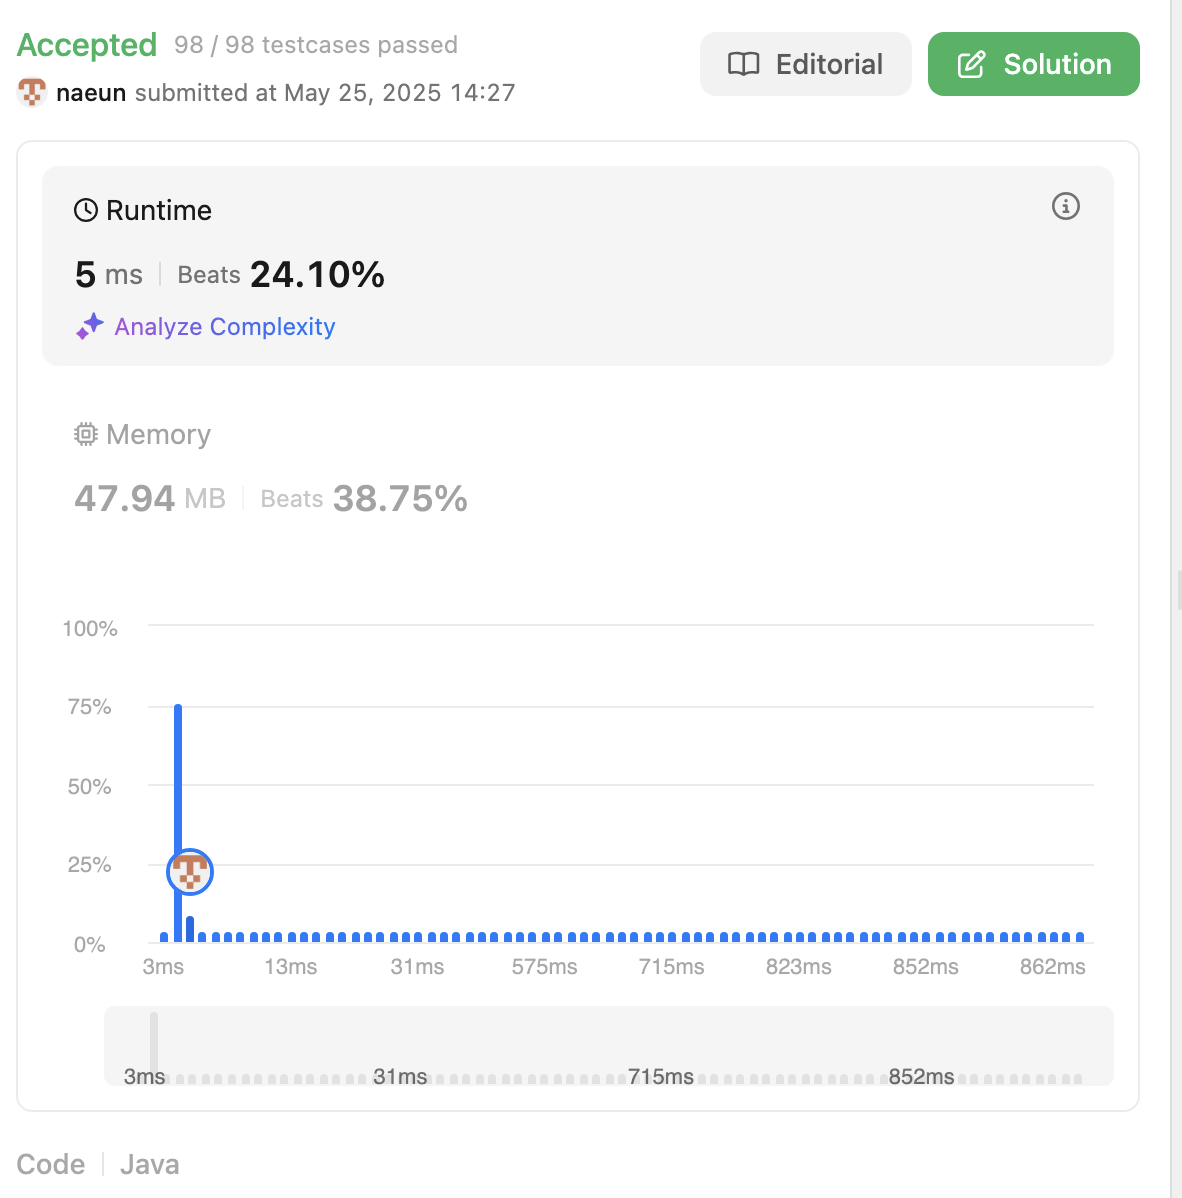 Accepted 98 / 98 testcases passed
naeun submitted at May 25, 2025 14:27
Editorial
Solution
Runtime
5 ms Beats 24.10%
Analyze Complexity
Memory
47.94 MB Beats 38.75%
100%
75%
50%
25%
0%
3ms 13ms 31ms 575ms 715ms 823ms 852ms 862ms
3ms 31ms 715ms 852ms
Code Java